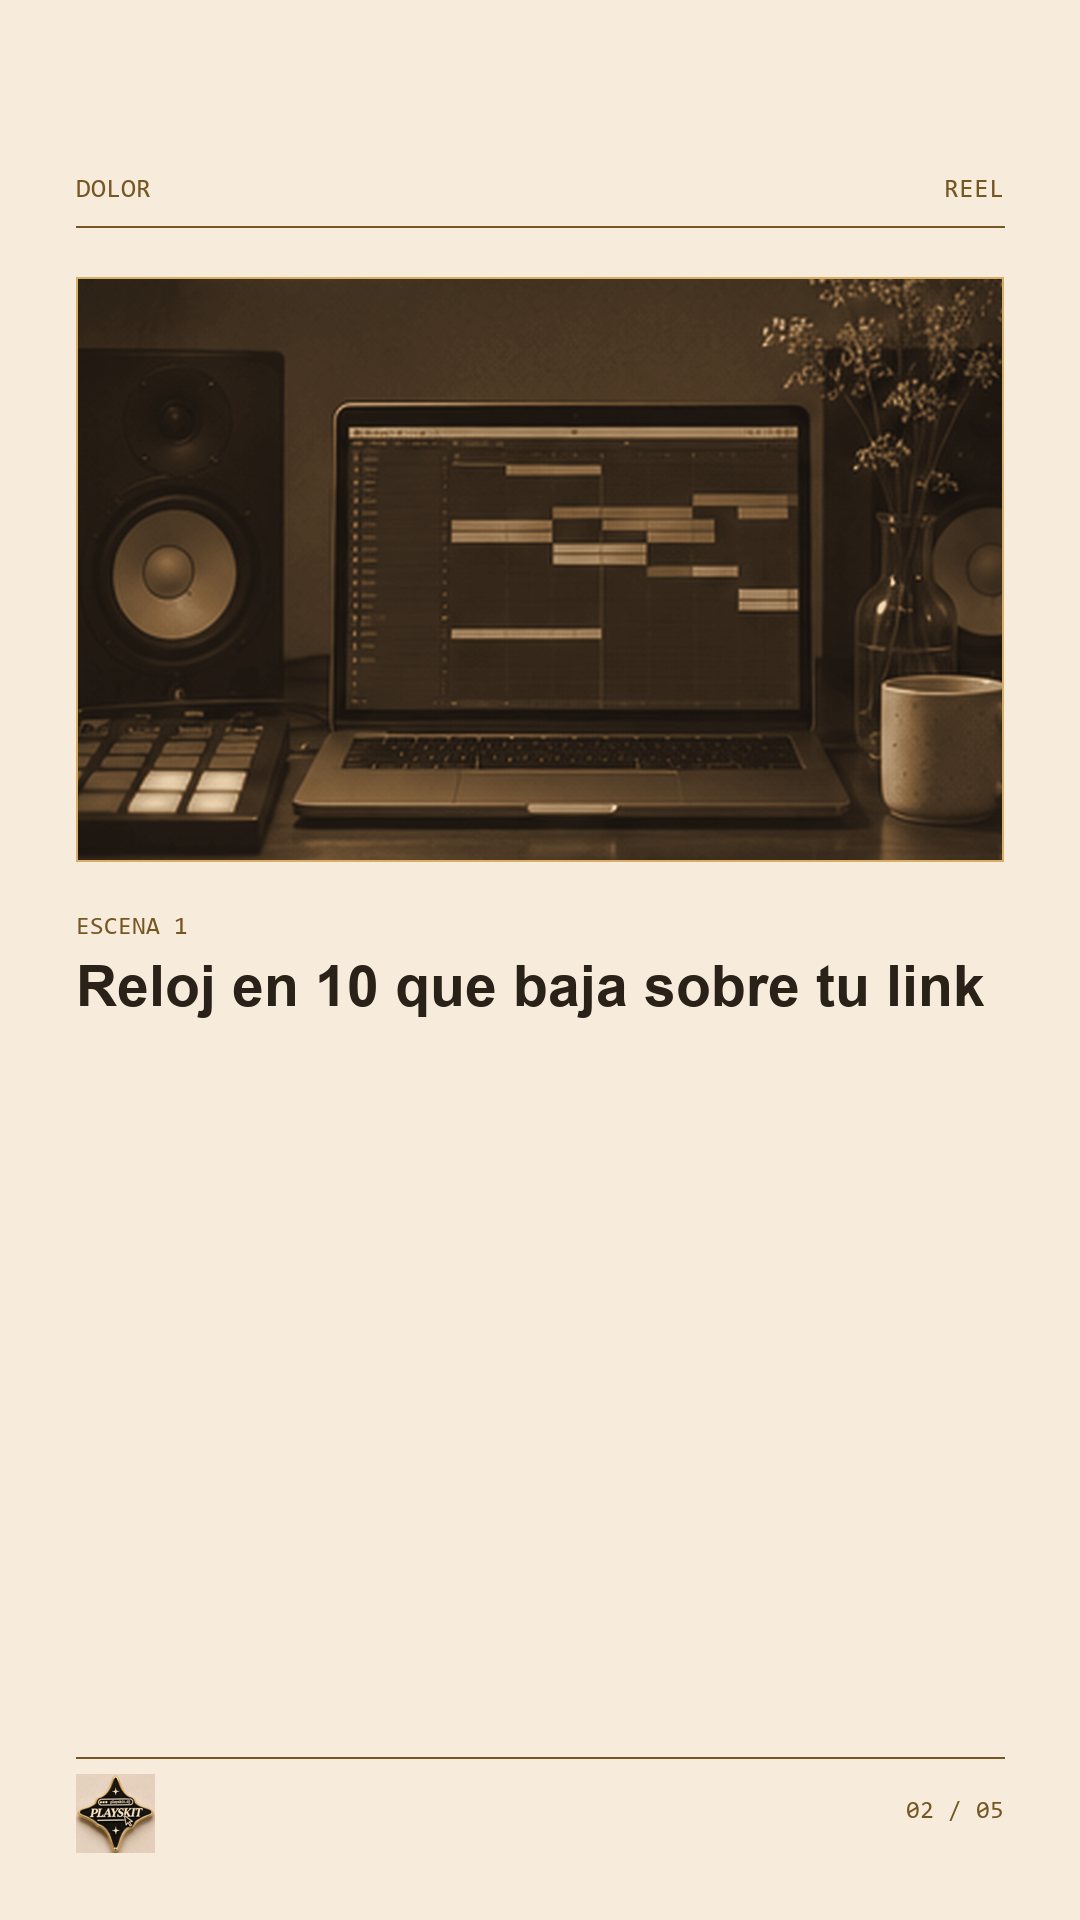 DOLOR
REEL
ESCENA 1
Reloj en 10 que baja sobre tu link
PLAYSKIT
02 / 05